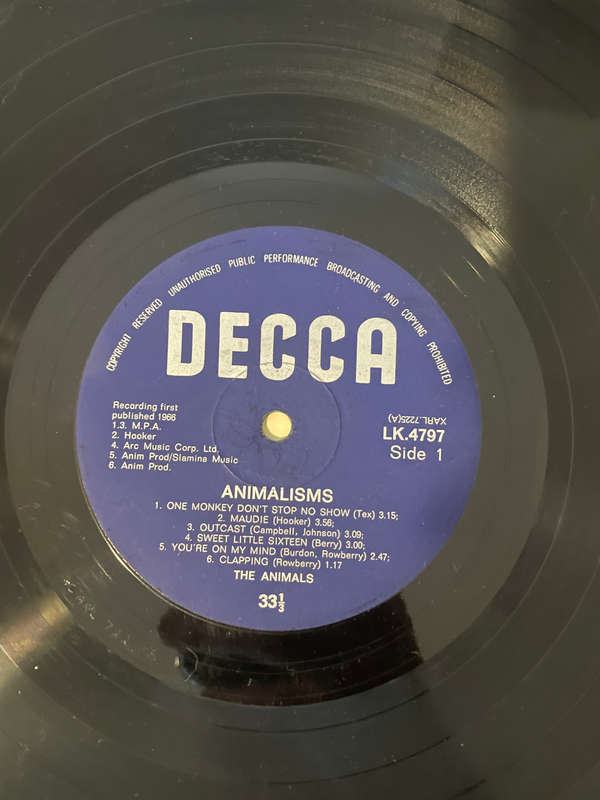 COPYRIGHT RESERVED UNAUTHORISED PUBLIC PERFORMANCE BROADCASTING AND COPYING PROHIBITED
DECCA
Recording first
published 1966
1.3. M.P.A.
2. Hooker
4. Arc Music Corp. Ltd.
5. Anim Prod/Slamina Music
6. Anim Prod.
XARL.7225(A)
LK.4797
Side 1
ANIMALISMS
1. ONE MONKEY DON'T STOP NO SHOW (Tex) 3.15;
2. MAUDIE (Hooker) 3.56;
3. OUTCAST (Campbell, Johnson) 3.09;
4. SWEET LITTLE SIXTEEN (Berry) 3.00;
5. YOU'RE ON MY MIND (Burdon, Rowberry) 2.47;
6. CLAPPING (Rowberry) 1.17
THE ANIMALS
33⅓